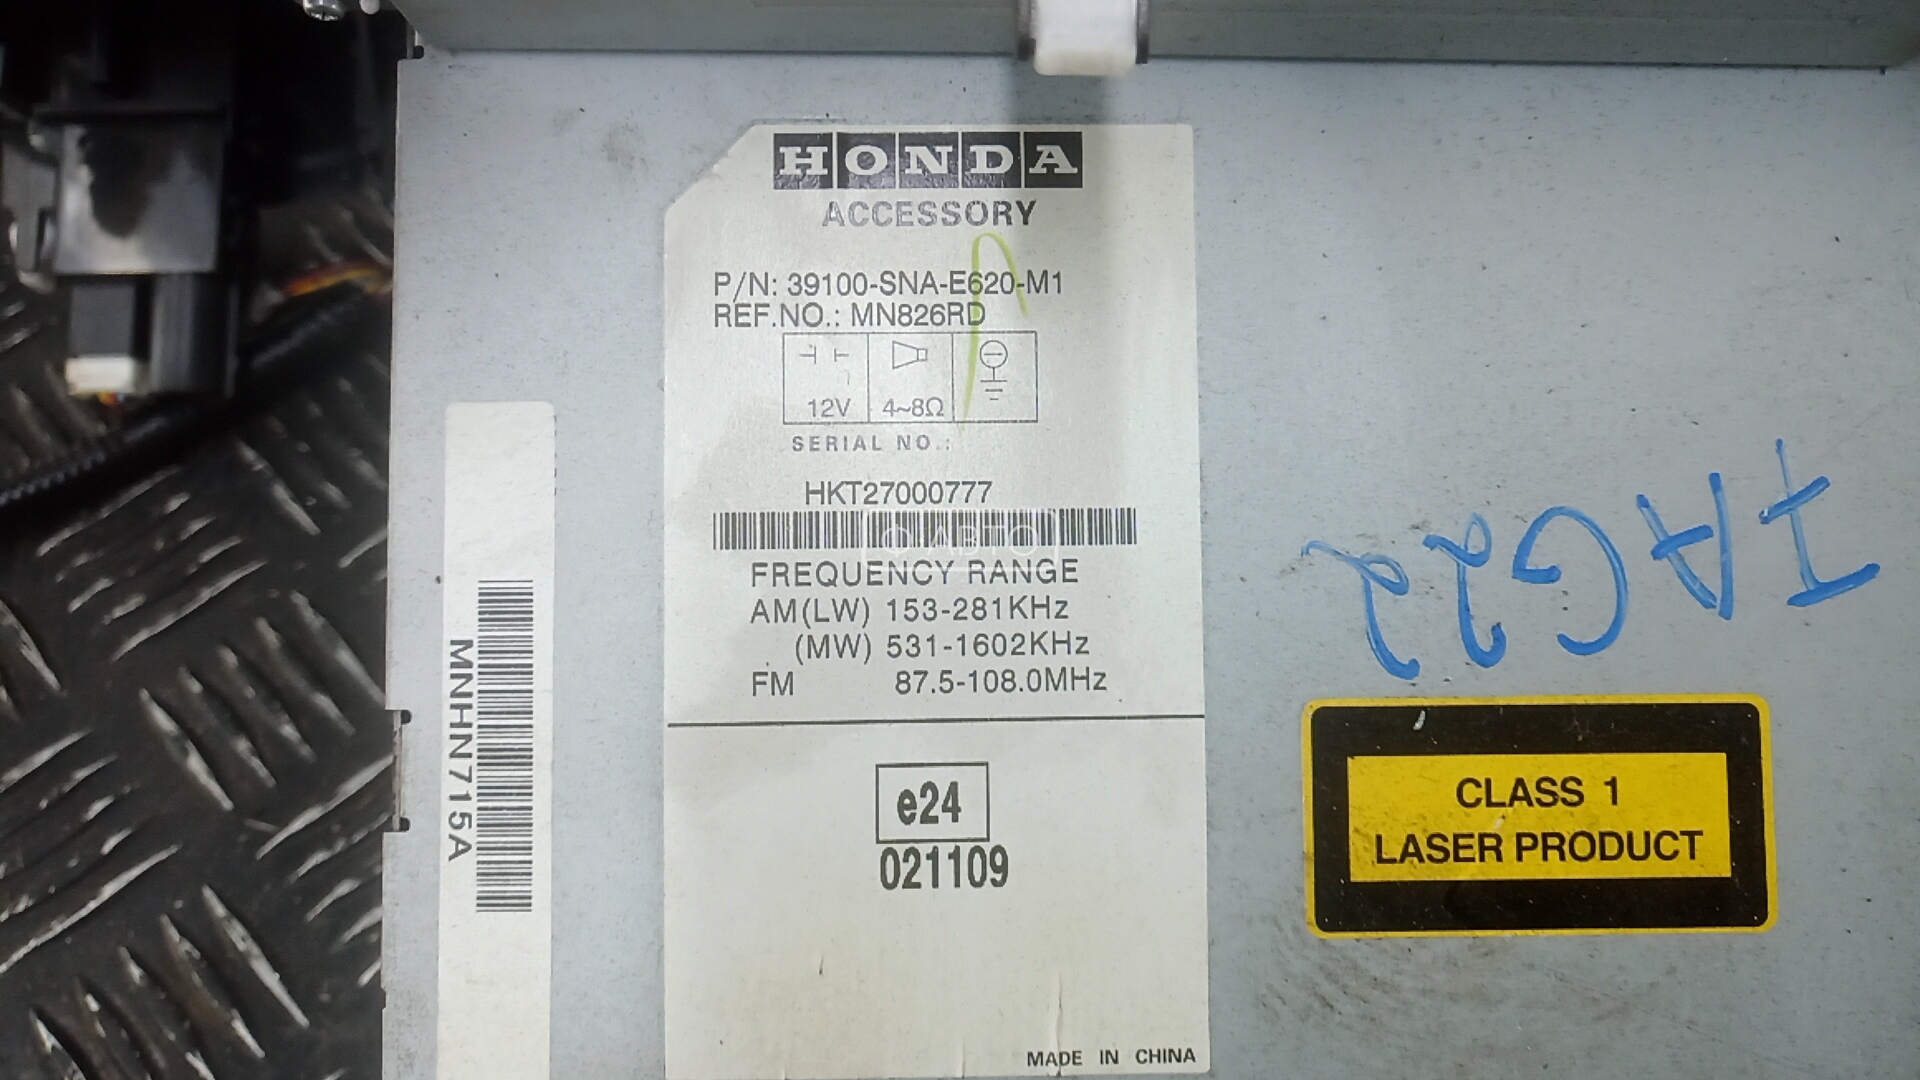 HONDA
ACCESSORY
P/N: 39100-SNA-E620-M1
REF.NO.: MN826RD
12V 4~8Ω
SERIAL NO.:
HKT27000777
АВТО
FREQUENCY RANGE
AM(LW) 153-281KHz
(MW) 531-1602KHz
FM 87.5-108.0MHz
e24
021109
MADE IN CHINA
MNHN715A
IAG22
CLASS 1
LASER PRODUCT